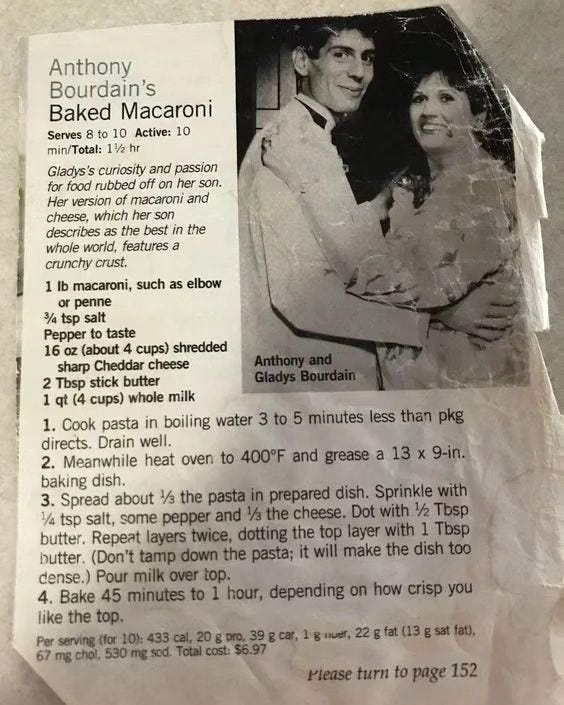 Anthony
Bourdain's
Baked Macaroni
Serves 8 to 10 Active: 10
min/Total: 1½ hr
Gladys's curiosity and passion
for food rubbed off on her son.
Her version of macaroni and
cheese, which her son
describes as the best in the
whole world, features a
crunchy crust.
1 lb macaroni, such as elbow
or penne
¾ tsp salt
Pepper to taste
16 oz (about 4 cups) shredded
sharp Cheddar cheese
2 Tbsp stick butter
1 qt (4 cups) whole milk
Anthony and
Gladys Bourdain
1. Cook pasta in boiling water 3 to 5 minutes less than pkg
directs. Drain well.
2. Meanwhile heat oven to 400°F and grease a 13 x 9-in.
baking dish.
3. Spread about ⅓ the pasta in prepared dish. Sprinkle with
¼ tsp salt, some pepper and ⅓ the cheese. Dot with ½ Tbsp
butter. Repeat layers twice, dotting the top layer with 1 Tbsp
butter. (Don't tamp down the pasta; it will make the dish too
dense.) Pour milk over top.
4. Bake 45 minutes to 1 hour, depending on how crisp you
like the top.
Per serving (for 10): 433 cal, 20 g pro, 39 g car, 1 g fiber, 22 g fat (13 g sat fat),
67 mg chol, 530 mg sod. Total cost: $6.97
Please turn to page 152